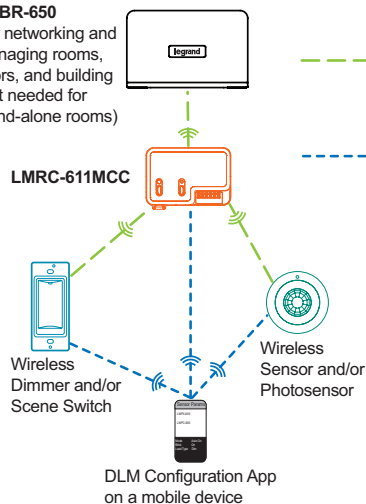 BR-650
networking and
naging rooms,
ors, and building
t needed for
nd-alone rooms)
legrand
LMRC-611MCC
Wireless
Dimmer and/or
Scene Switch
Wireless
Sensor and/or
Photosensor
DLM Configuration App
on a mobile device